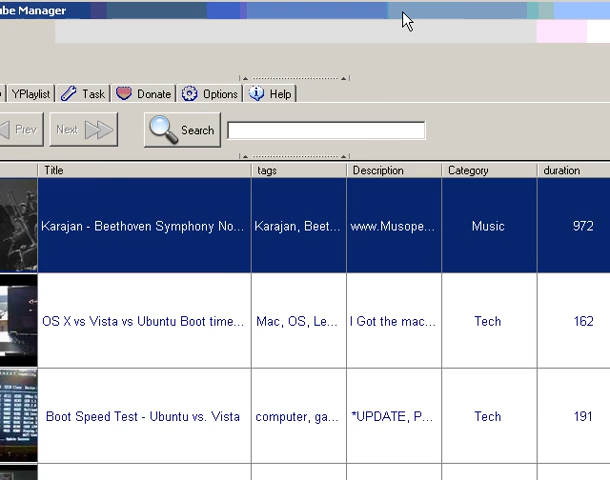 ube Manager
YPlaylist Task Donate Options Help
Prev Next Search
Title tags Description Category duration
Karajan - Beethoven Symphony No... Karajan, Beet... www.Musope... Music 972
OS X vs Vista vs Ubuntu Boot time... Mac, OS, Le... I Got the mac... Tech 162
Boot Speed Test - Ubuntu vs. Vista computer, ga... *UPDATE, P... Tech 191